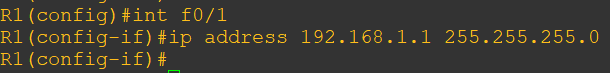 R1(config)#int f0/1
R1(config-if)#ip address 192.168.1.1 255.255.255.0
R1(config-if)#